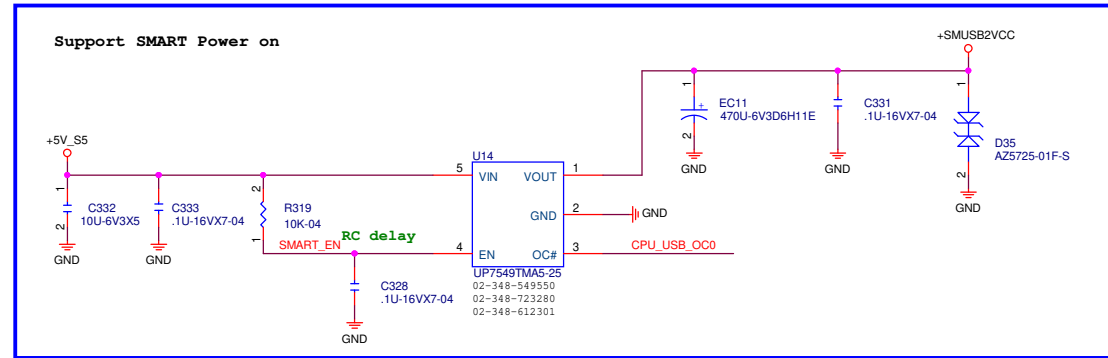 Support SMART Power on
+SMUSB2VCC
1
EC11
470U-6V3D6H11E
+
2
GND
C331
.1U-16VX7-04
GND
1
D35
AZ5725-01F-S
2
GND
+5V_S5
1
C332
10U-6V3X5
2
GND
C333
.1U-16VX7-04
GND
2
R319
10K-04
1
SMART_EN
RC delay
C328
.1U-16VX7-04
GND
U14
5
VIN
VOUT
1
GND
2
GND
4
EN
OC#
3
CPU_USB_OC0
UP7549TMA5-25
02-348-549550
02-348-723280
02-348-612301